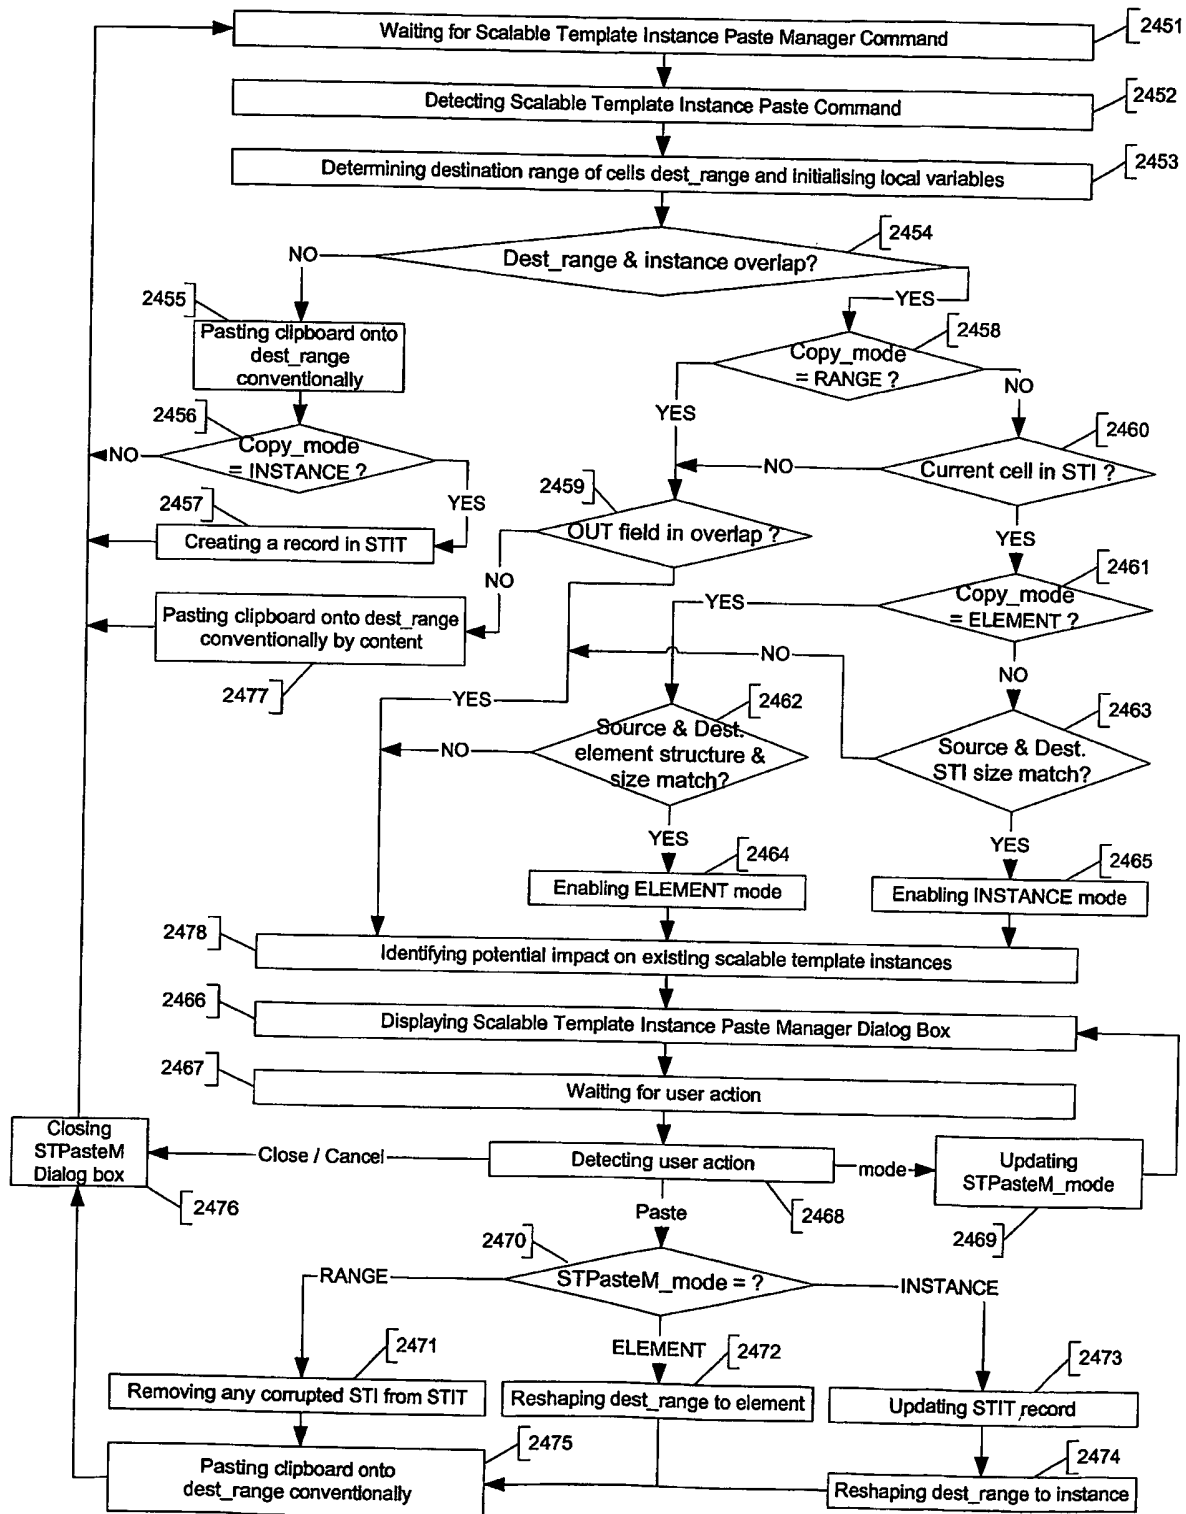 Waiting for Scalable Template Instance Paste Manager Command
2451
Detecting Scalable Template Instance Paste Command
2452
Determining destination range of cells dest_range and initialising local variables
2453
Dest_range & instance overlap?
2454
NO
YES
2455
Pasting clipboard onto
dest_range
conventionally
Copy_mode
= RANGE ?
2458
YES
NO
2456
Copy_mode
= INSTANCE ?
NO
YES
Current cell in STI ?
2460
NO
YES
2457
Creating a record in STIT
2459
OUT field in overlap ?
NO
YES
Copy_mode
= ELEMENT ?
2461
YES
NO
Pasting clipboard onto dest_range
conventionally by content
2477
NO
Source & Dest.
element structure &
size match?
2462
NO
YES
Source & Dest.
STI size match?
2463
YES
Enabling ELEMENT mode
2464
Enabling INSTANCE mode
2465
2478
Identifying potential impact on existing scalable template instances
2466
Displaying Scalable Template Instance Paste Manager Dialog Box
2467
Waiting for user action
Closing
STPasteM
Dialog box
2476
Close / Cancel
Detecting user action
2468
mode
Updating
STPasteM_mode
2469
Paste
2470
STPasteM_mode = ?
RANGE
ELEMENT
INSTANCE
2471
Removing any corrupted STI from STIT
2472
Reshaping dest_range to element
2473
Updating STIT record
2475
Pasting clipboard onto
dest_range conventionally
2474
Reshaping dest_range to instance